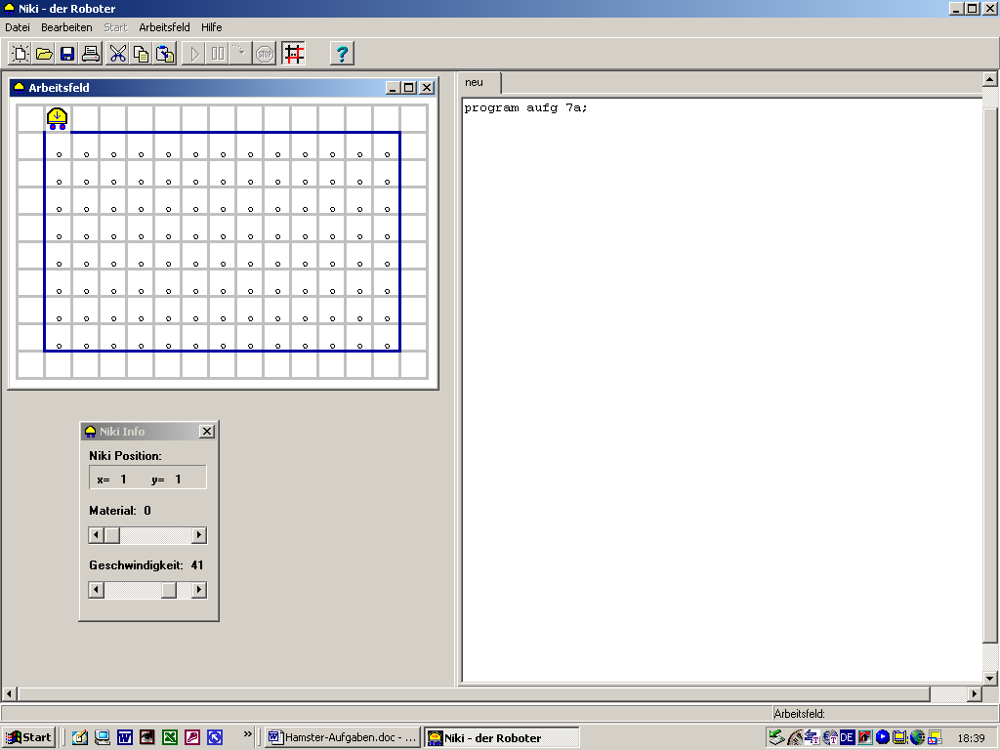 Niki - der Roboter
Datei Bearbeiten Start Arbeitsfeld Hilfe
STOP
?
Arbeitsfeld
neu
program aufg 7a;
Niki Info
Niki Position:
x= 1 y= 1
Material: 0
Geschwindigkeit: 41
Arbeitsfeld:
Start
Hamster-Aufgaben.doc - ...
Niki - der Roboter
DE
18:39